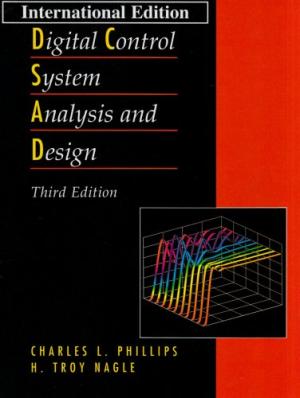 International Edition
Digital Control
System
Analysis and
Design
Third Edition
CHARLES L. PHILLIPS
H. TROY NAGLE